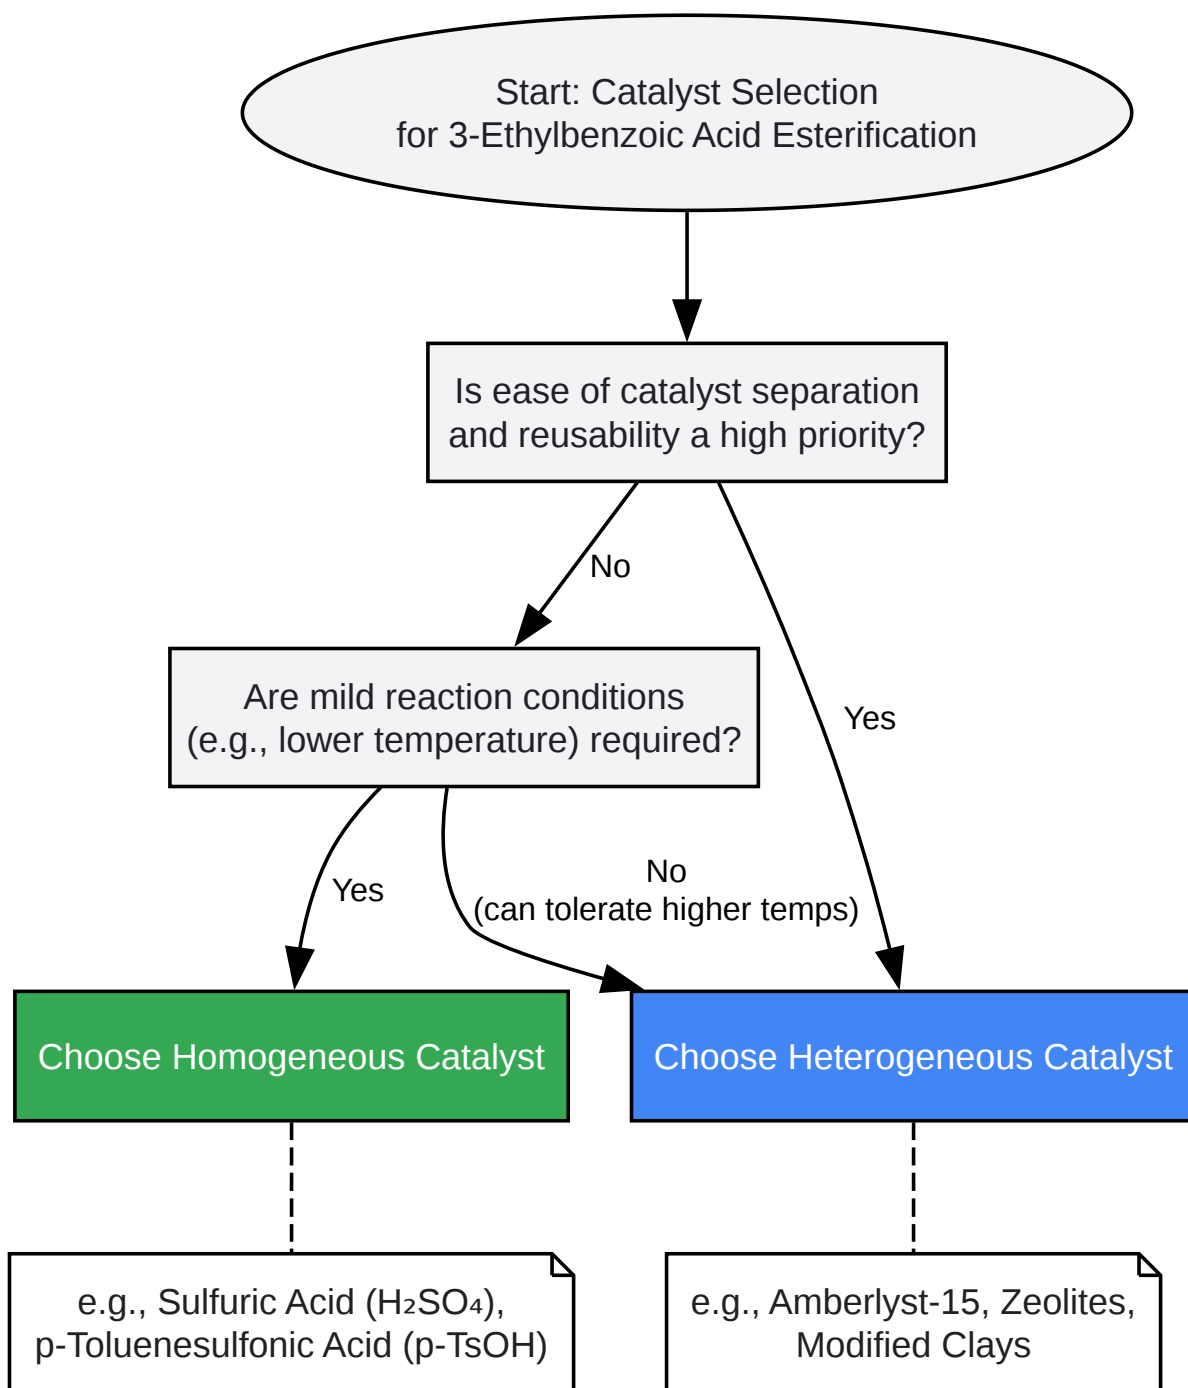 Start: Catalyst Selection
for 3-Ethylbenzoic Acid Esterification
Is ease of catalyst separation
and reusability a high priority?
No
Are mild reaction conditions
(e.g., lower temperature) required?
Yes
Yes
No
(can tolerate higher temps)
Choose Homogeneous Catalyst
Choose Heterogeneous Catalyst
e.g., Sulfuric Acid (H₂SO₄),
p-Toluenesulfonic Acid (p-TsOH)
e.g., Amberlyst-15, Zeolites,
Modified Clays